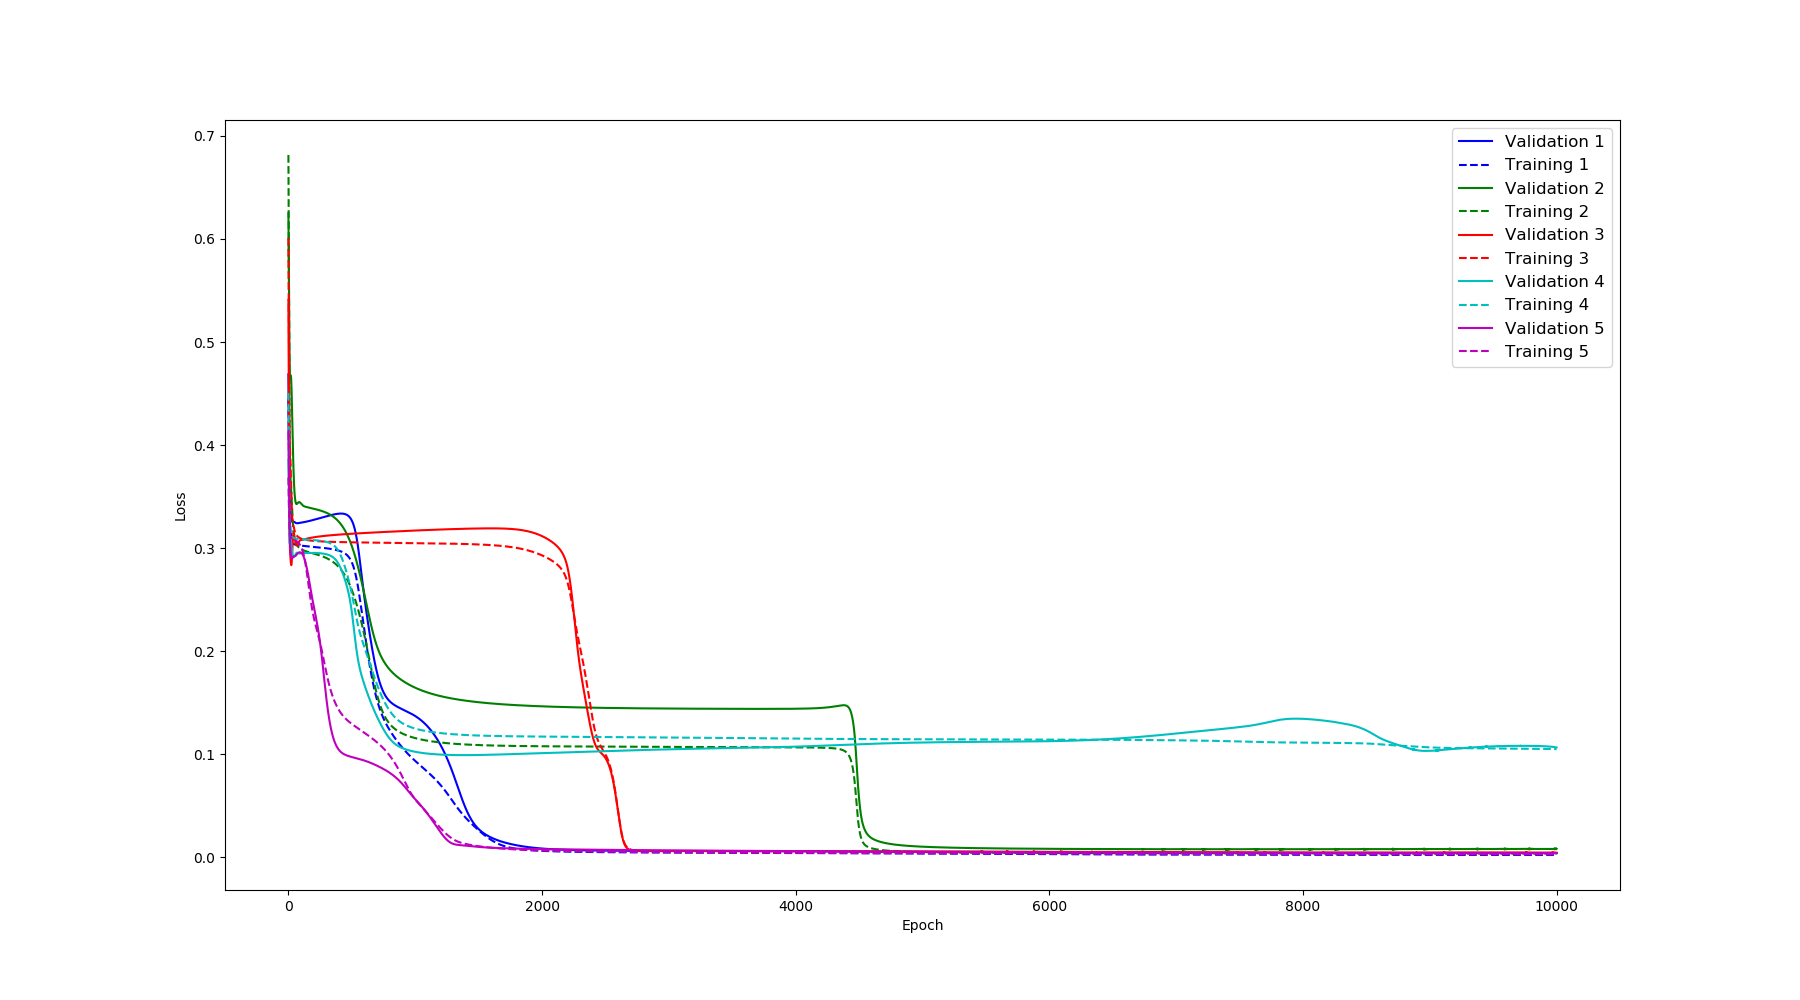 0.7
0.6
0.5
0.4
0.3
0.2
0.1
0.0
Loss
0 2000 4000 6000 8000 10000
Epoch
Validation 1
Training 1
Validation 2
Training 2
Validation 3
Training 3
Validation 4
Training 4
Validation 5
Training 5